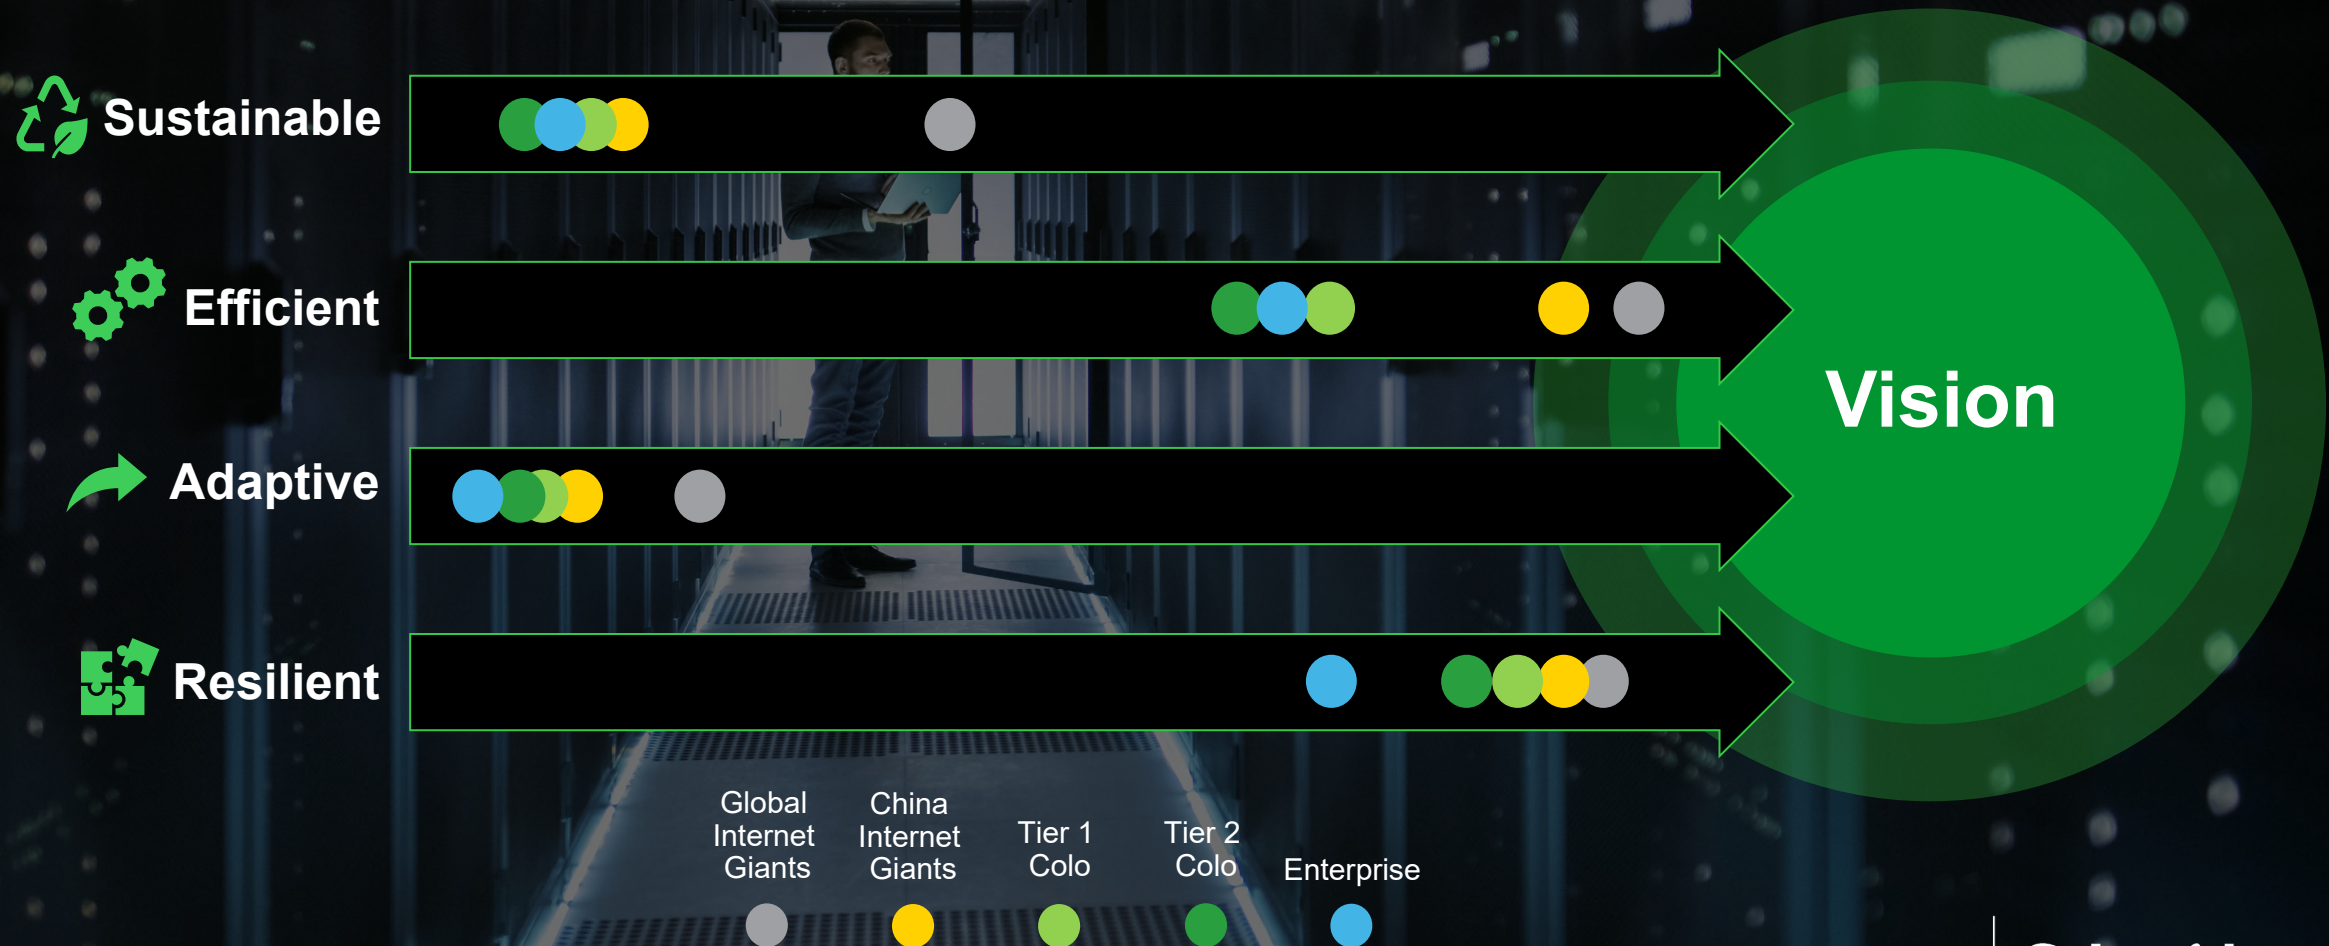 Sustainable
Efficient
Vision
Adaptive
Resilient
Global
Internet
Giants
China
Internet
Giants
Tier 1
Colo
Tier 2
Colo
Enterprise